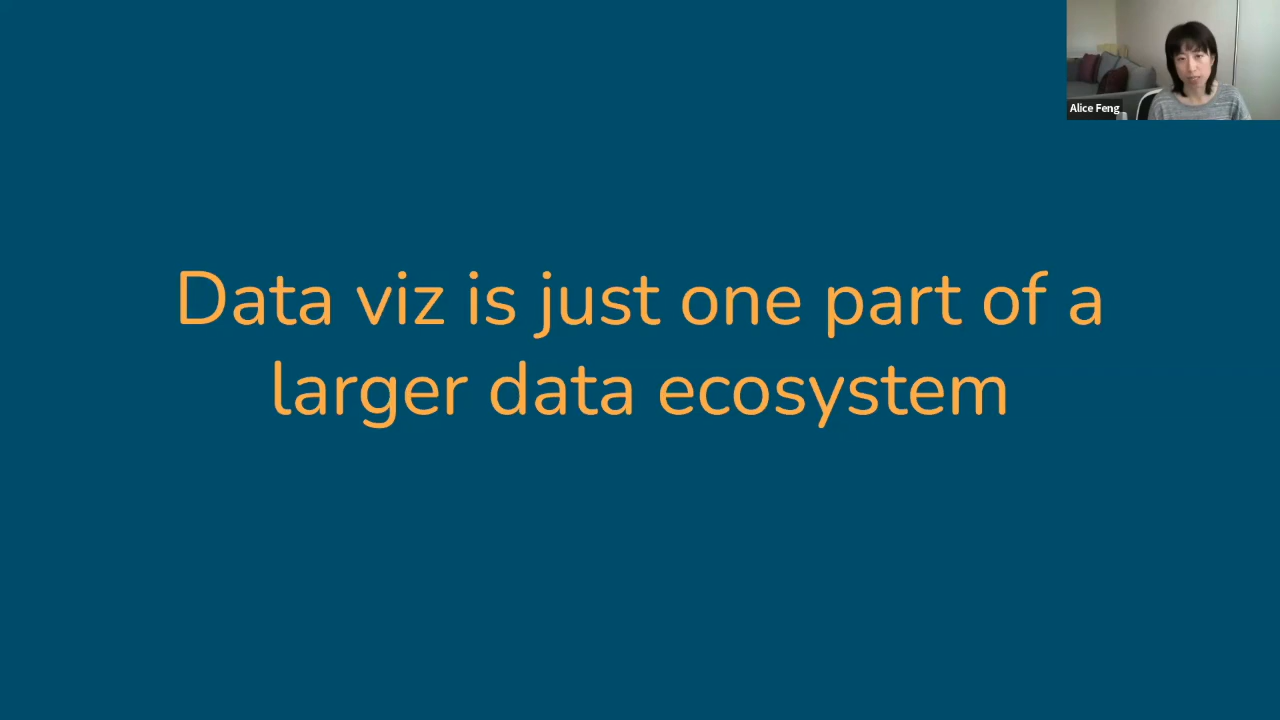 Alice Feng
Data viz is just one part of a
larger data ecosystem